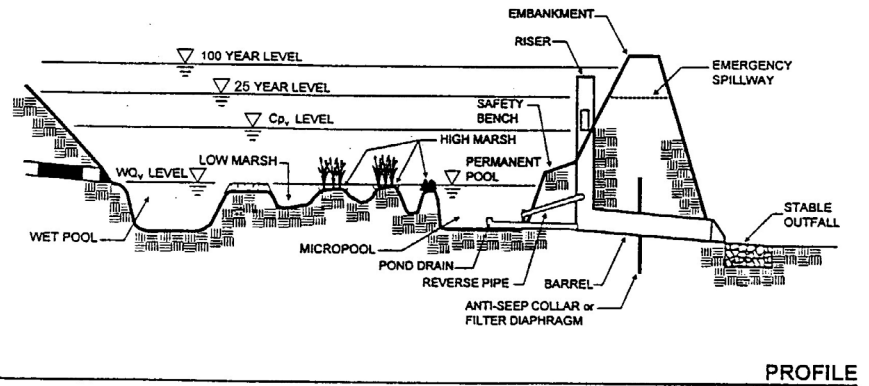 EMBANKMENT
RISER
100 YEAR LEVEL
EMERGENCY
SPILLWAY
25 YEAR LEVEL
SAFETY
BENCH
Cpv LEVEL
HIGH MARSH
LOW MARSH
PERMANENT
POOL
WQv LEVEL
STABLE
OUTFALL
WET POOL
MICROPOOL
POND DRAIN
REVERSE PIPE
BARREL
ANTI-SEEP COLLAR or
FILTER DIAPHRAGM
PROFILE